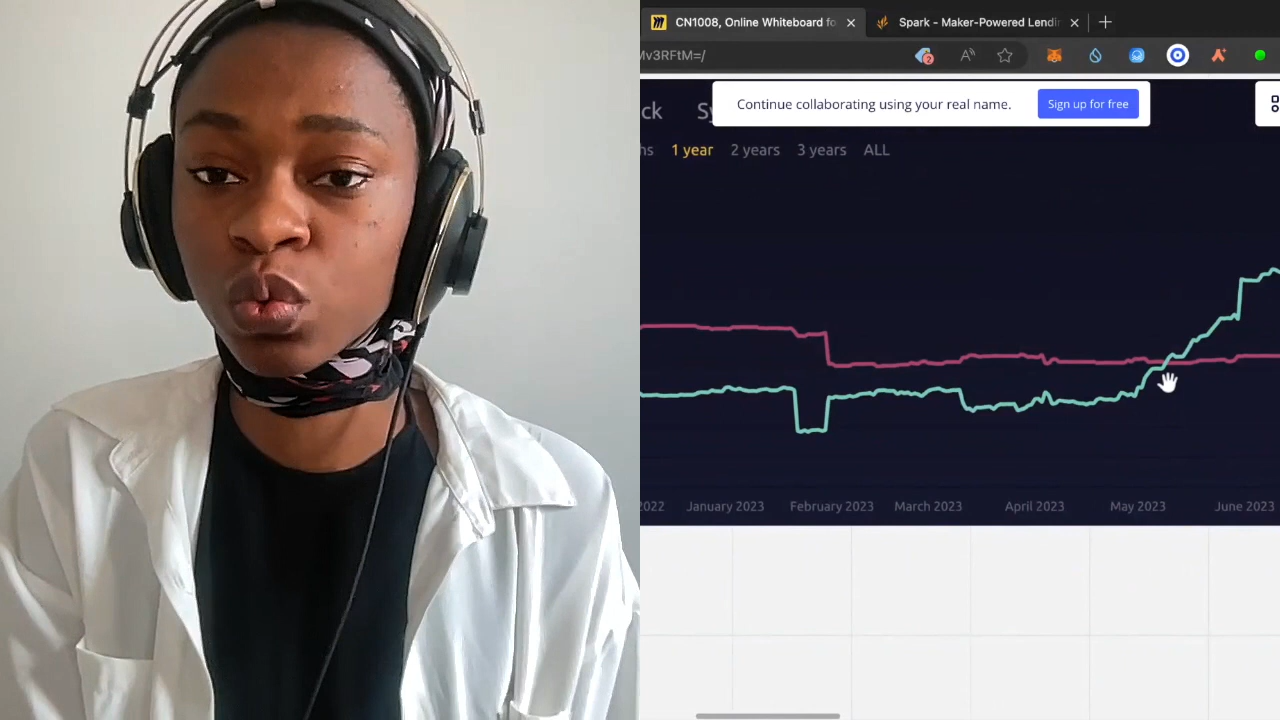 CN1008, Online Whiteboard fo
Spark - Maker-Powered Lendi
Mv3RFtM=/
2
Continue collaborating using your real name.
Sign up for free
ck
hs 1 year 2 years 3 years ALL
2022 January 2023 February 2023 March 2023 April 2023 May 2023 June 2023